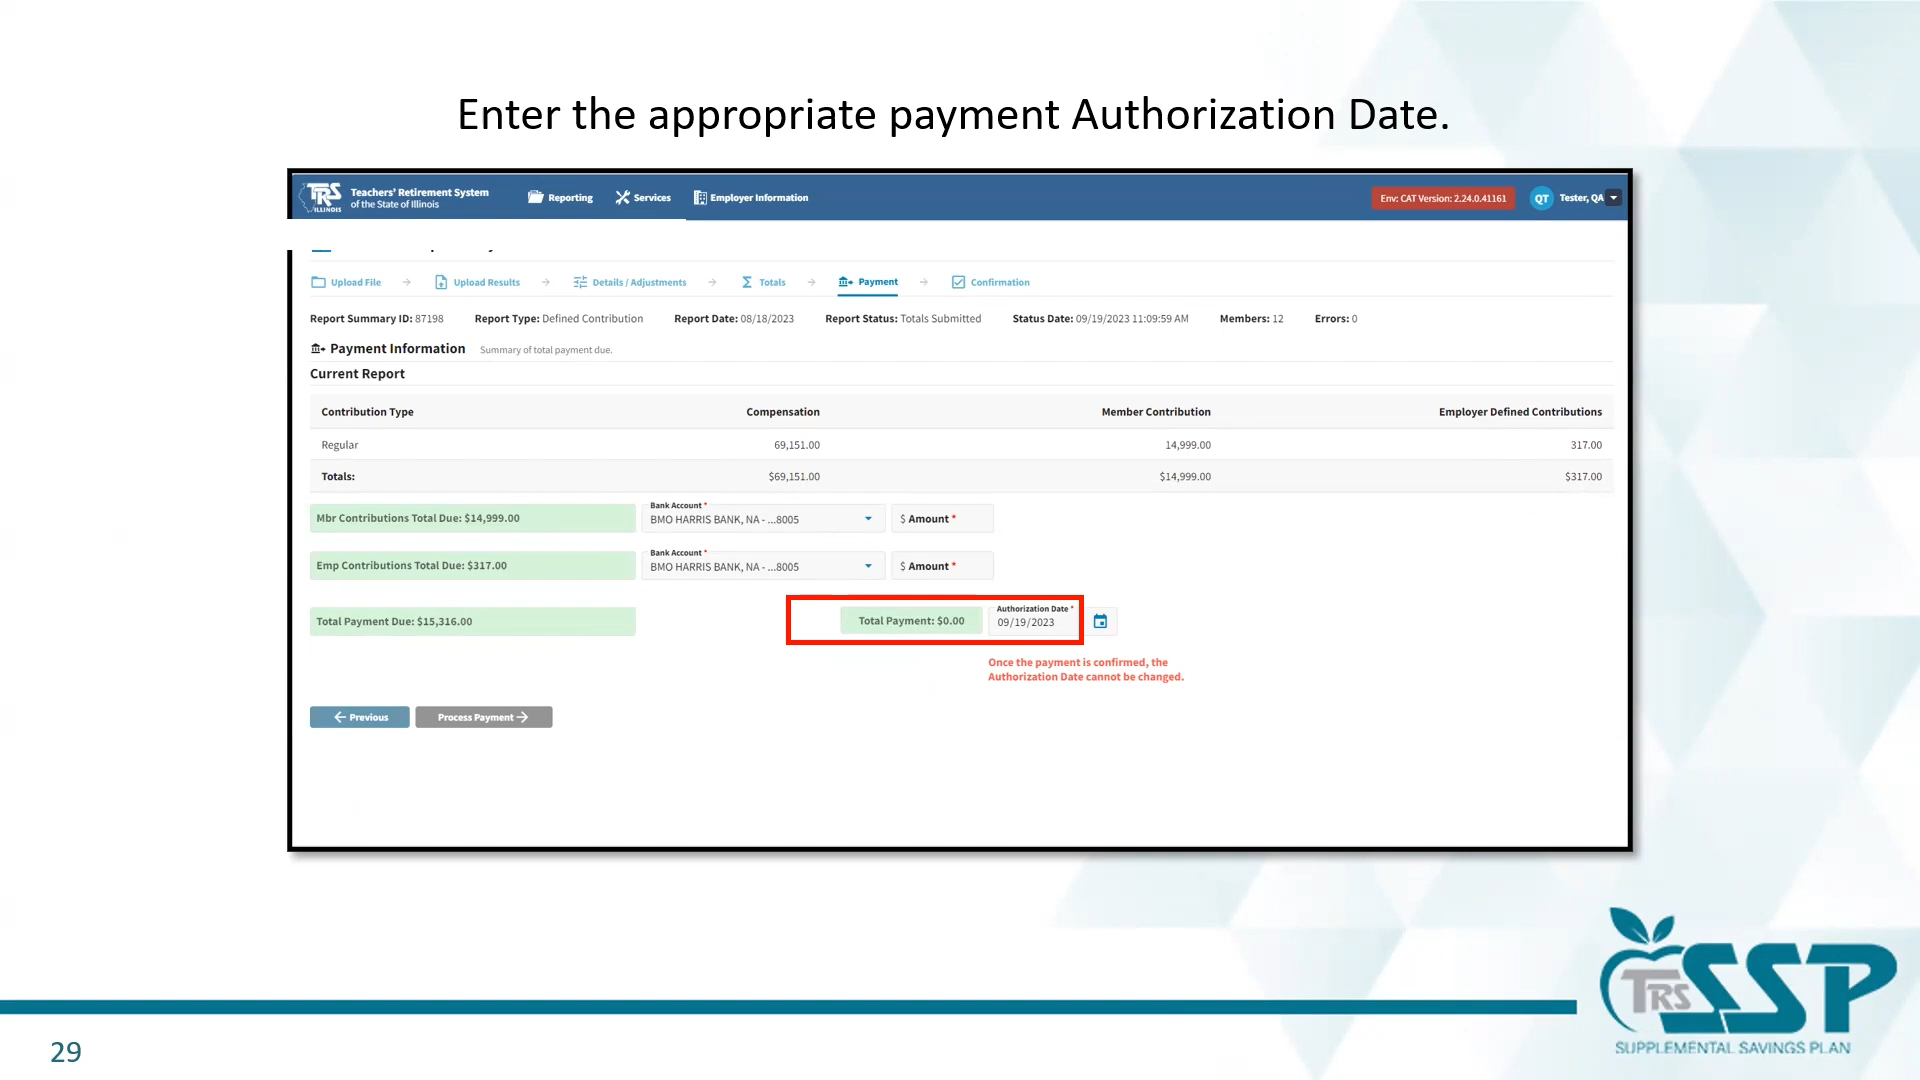 Enter the appropriate payment Authorization Date.
TRS ILLINOIS
Teachers' Retirement System
of the State of Illinois
Reporting
Services
Employer Information
Env: CAT Version: 2.24.0.41161
QT
Tester, QA
Upload File
Upload Results
Details / Adjustments
Totals
Payment
Confirmation
Report Summary ID: 87198 Report Type: Defined Contribution Report Date: 08/18/2023 Report Status: Totals Submitted Status Date: 09/19/2023 11:09:59 AM Members: 12 Errors: 0
Payment Information Summary of total payment due.
Current Report
Contribution Type Compensation Member Contribution Employer Defined Contributions
Regular 69,151.00 14,999.00 317.00
Totals: $69,151.00 $14,999.00 $317.00
Mbr Contributions Total Due: $14,999.00
Bank Account *
BMO HARRIS BANK, NA - ...8005
$ Amount *
Emp Contributions Total Due: $317.00
Bank Account *
BMO HARRIS BANK, NA - ...8005
$ Amount *
Total Payment Due: $15,316.00
Total Payment: $0.00
Authorization Date *
09/19/2023
Once the payment is confirmed, the
Authorization Date cannot be changed.
Previous
Process Payment
TRS SSP
SUPPLEMENTAL SAVINGS PLAN
29